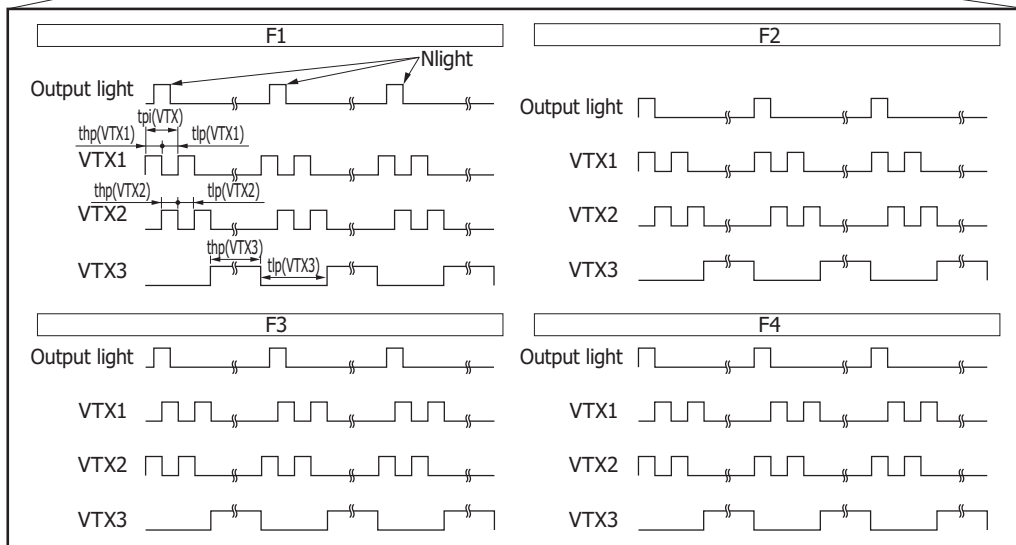 F1
Nlight
Output light
tpi(VTX)
thp(VTX1)
tlp(VTX1)
VTX1
thp(VTX2)
tlp(VTX2)
VTX2
thp(VTX3)
tlp(VTX3)
VTX3
F2
Output light
VTX1
VTX2
VTX3
F3
Output light
VTX1
VTX2
VTX3
F4
Output light
VTX1
VTX2
VTX3